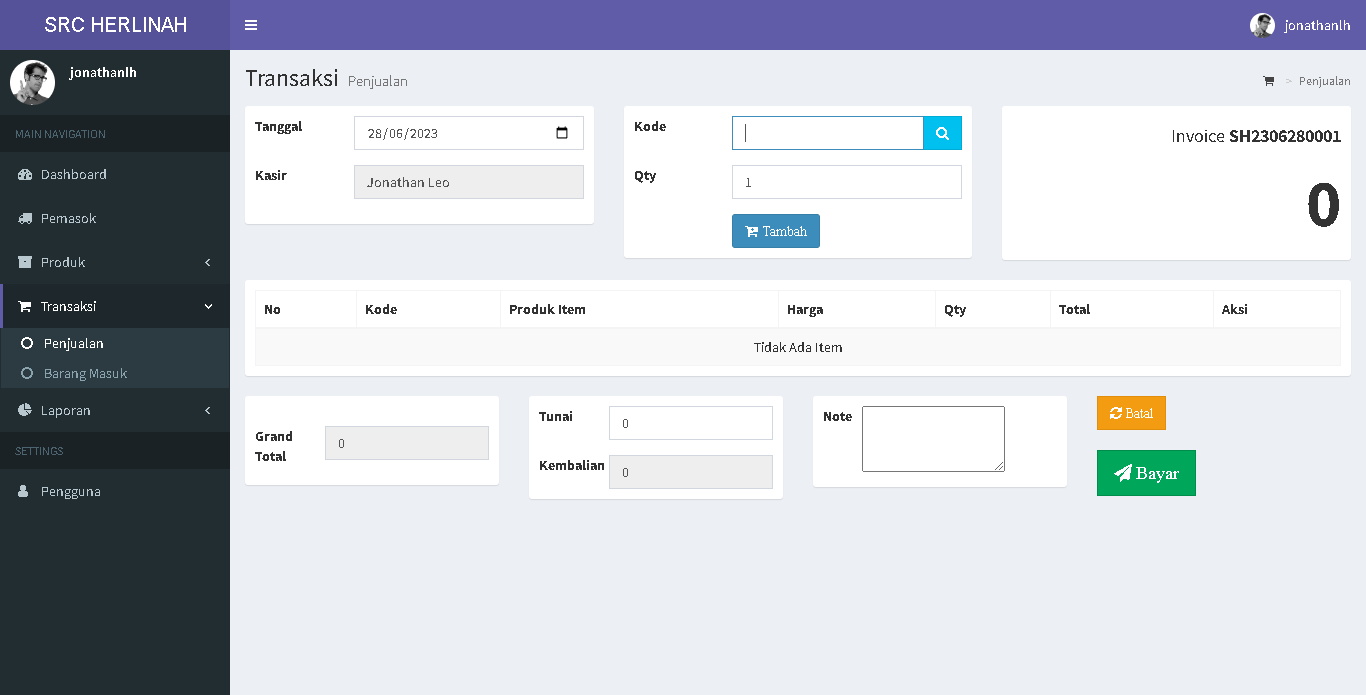 SRC HERLINAH
jonathanlh
jonathanlh
MAIN NAVIGATION
Dashboard
Pemasok
Produk
Transaksi
Penjualan
Barang Masuk
Laporan
SETTINGS
Pengguna
Transaksi Penjualan
> Penjualan
Tanggal 28/06/2023
Kasir Jonathan Leo
Kode
Qty 1
Tambah
Invoice SH2306280001
0
No Kode Produk Item Harga Qty Total Aksi
Tidak Ada Item
Grand
Total 0
Tunai 0
Kembalian 0
Note
Batal
Bayar